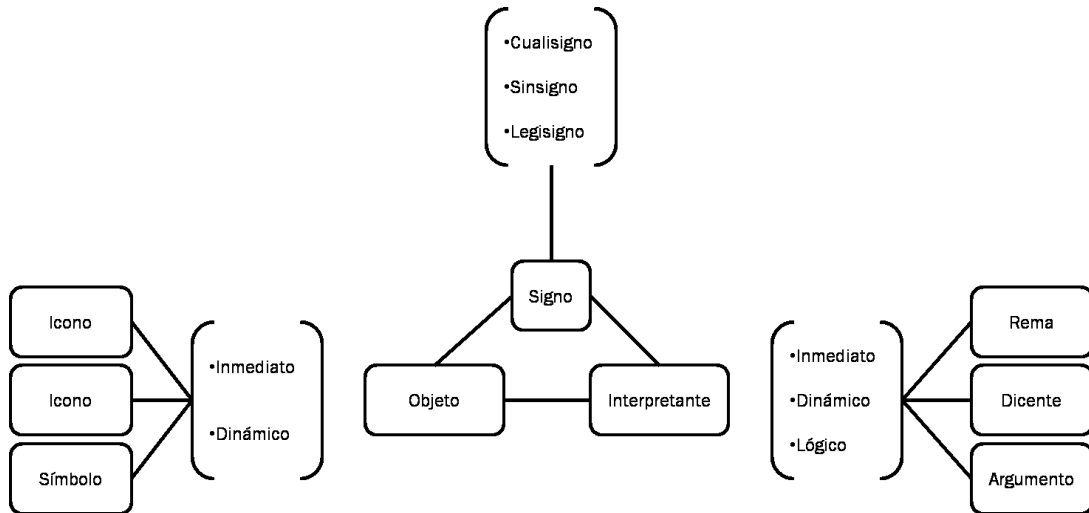 •Cualisigno
•Sinsigno
•Legisigno
Signo
Objeto
Interpretante
Icono
Icono
Símbolo
•Inmediato
•Dinámico
•Inmediato
•Dinámico
•Lógico
Rema
Dicente
Argumento